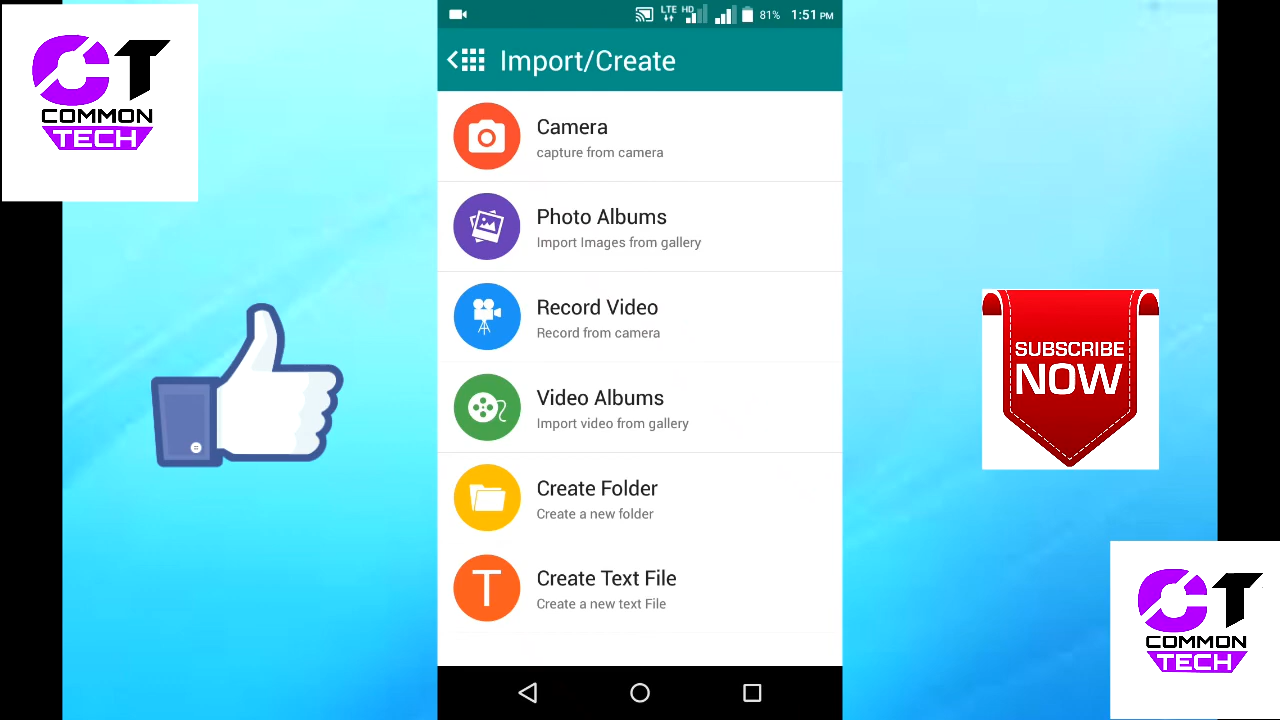 CT
COMMON
TECH
LTE HD 81% 1:51 PM
Import/Create
Camera
capture from camera
Photo Albums
Import Images from gallery
Record Video
Record from camera
Video Albums
Import video from gallery
Create Folder
Create a new folder
T
Create Text File
Create a new text File
SUBSCRIBE
NOW
CT
COMMON
TECH